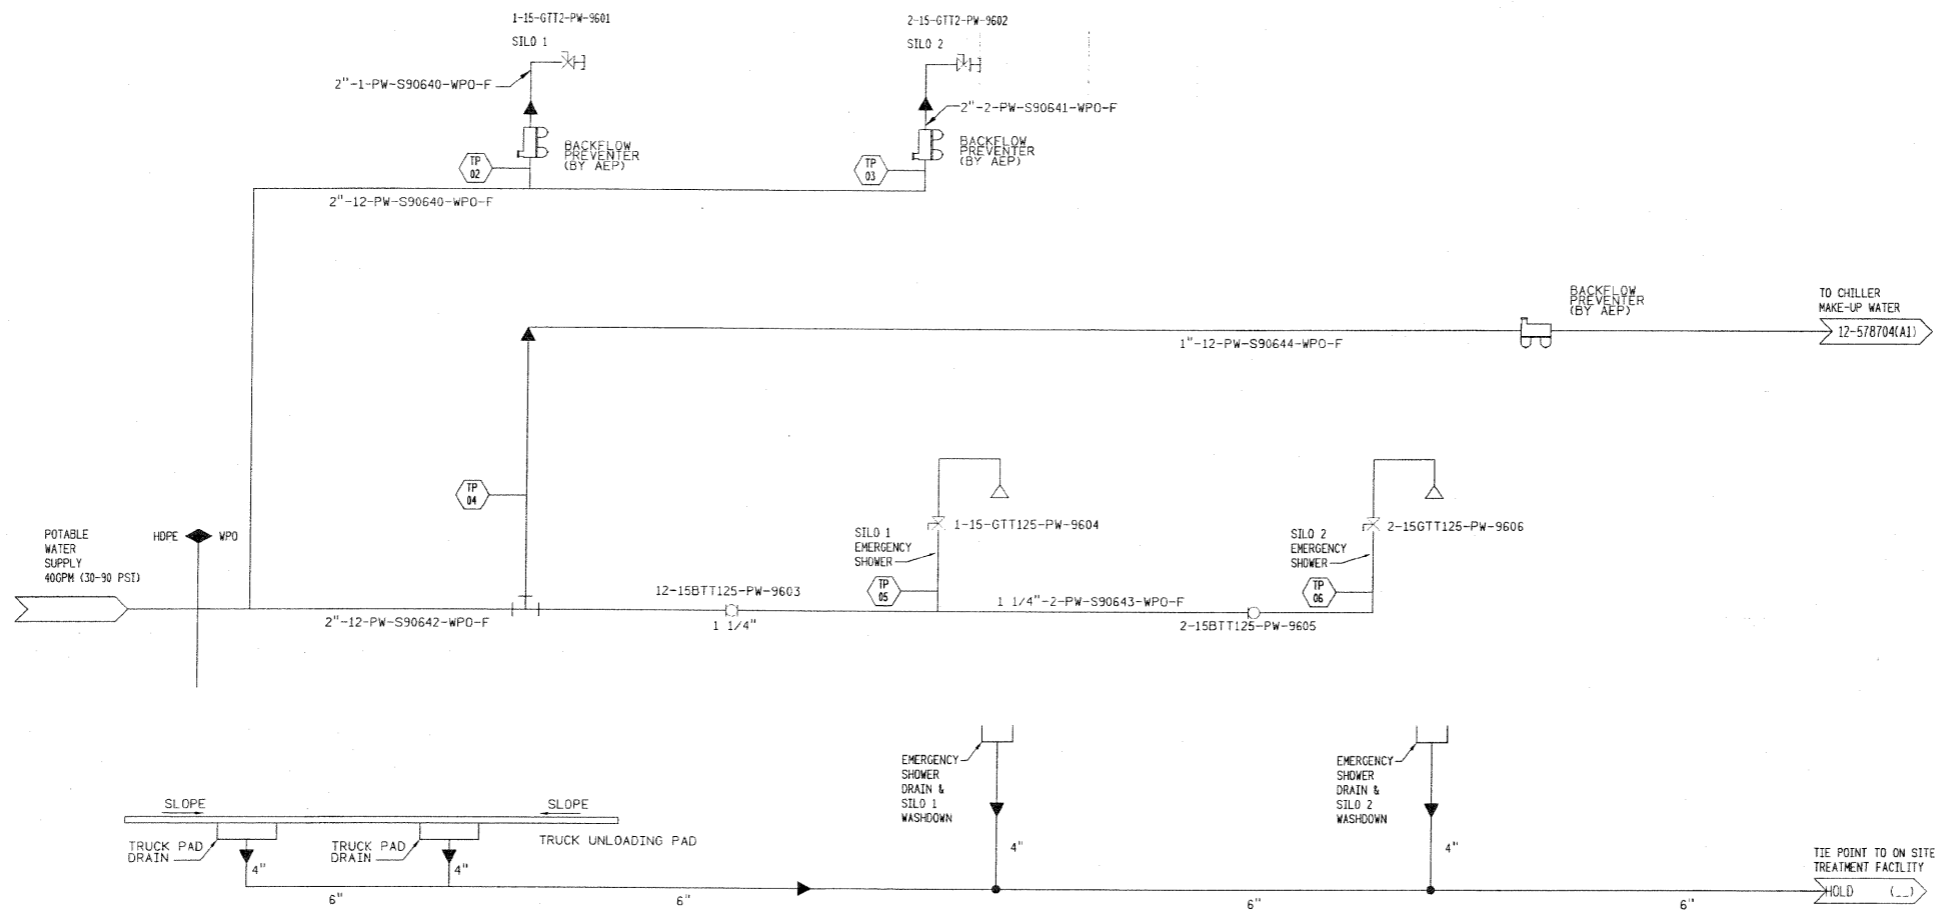 1-15-GTT2-PW-9601
SILO 1
2"-1-PW-S90640-WPO-F
BACKFLOW
PREVENTER
(BY AEP)
TP
02
2-15-GTT2-PW-9602
SILO 2
2"-2-PW-S90641-WPO-F
BACKFLOW
PREVENTER
(BY AEP)
TP
03
2"-12-PW-S90640-WPO-F
BACKFLOW
PREVENTER
(BY AEP)
TO CHILLER
MAKE-UP WATER
12-578704(A1)
1"-12-PW-S90644-WPO-F
TP
04
POTABLE
WATER
SUPPLY
40GPM (30-90 PSI)
HDPE
WPO
2"-12-PW-S90642-WPO-F
12-15BTT125-PW-9603
1 1/4"
SILO 1
EMERGENCY
SHOWER
1-15-GTT125-PW-9604
TP
05
1 1/4"-2-PW-S90643-WPO-F
2-15BTT125-PW-9605
SILO 2
EMERGENCY
SHOWER
2-15GTT125-PW-9606
TP
06
SLOPE
SLOPE
TRUCK PAD
DRAIN
4"
TRUCK PAD
DRAIN
4"
TRUCK UNLOADING PAD
6"
6"
EMERGENCY
SHOWER
DRAIN &
SILO 1
WASHDOWN
4"
EMERGENCY
SHOWER
DRAIN &
SILO 2
WASHDOWN
4"
6"
6"
TIE POINT TO ON SITE
TREATMENT FACILITY
HOLD (__)